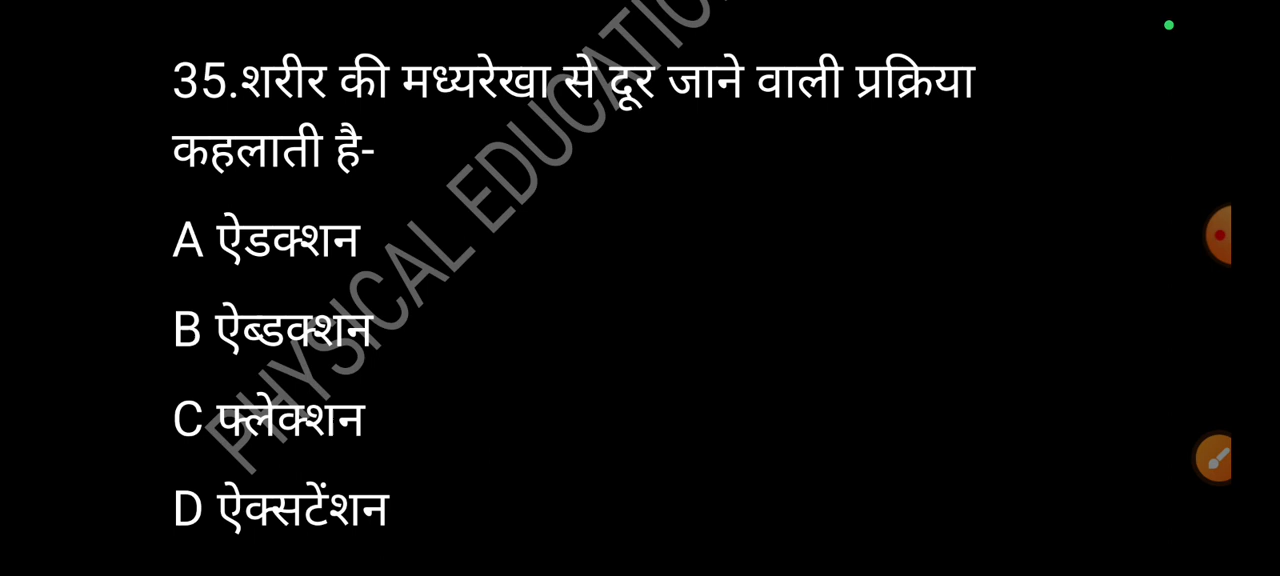 35.शरीर की मध्यरेखा से दूर जाने वाली प्रक्रिया
कहलाती है-
A ऐडक्शन
B ऐब्डक्शन
C फ्लेक्शन
D ऐक्सटेंशन
PHYSICAL EDUCATIO